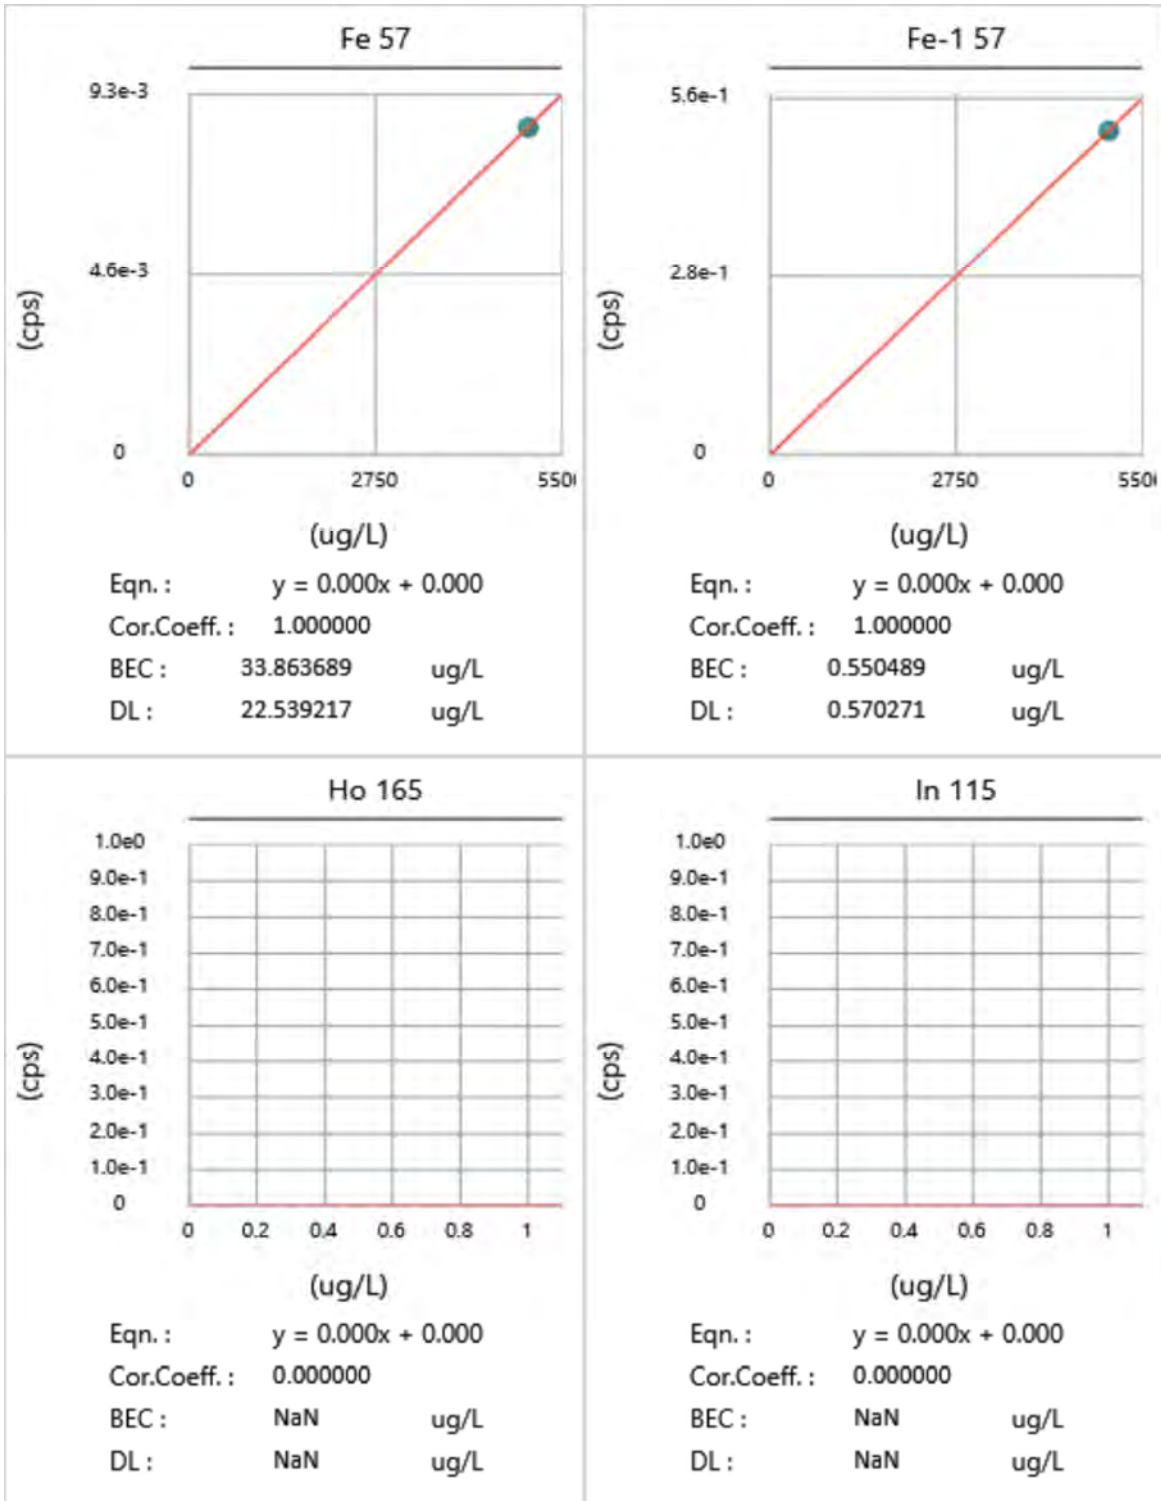 Fe 57
9.3e-3
4.6e-3
0
(cps)
0 2750
(ug/L)
Eqn. : y = 0.000x + 0.000
Cor.Coeff. : 1.000000
BEC : 33.863689 ug/L
DL : 22.539217 ug/L
Fe-1 57
5.6e-1
2.8e-1
0
(cps)
0 2750
(ug/L)
Eqn. : y = 0.000x + 0.000
Cor.Coeff. : 1.000000
BEC : 0.550489 ug/L
DL : 0.570271 ug/L
Ho 165
1.0e0
9.0e-1
8.0e-1
7.0e-1
6.0e-1
5.0e-1
4.0e-1
3.0e-1
2.0e-1
1.0e-1
0
(cps)
0 0.2 0.4 0.6 0.8 1
(ug/L)
Eqn. : y = 0.000x + 0.000
Cor.Coeff. : 0.000000
BEC : NaN ug/L
DL : NaN ug/L
In 115
1.0e0
9.0e-1
8.0e-1
7.0e-1
6.0e-1
5.0e-1
4.0e-1
3.0e-1
2.0e-1
1.0e-1
0
(cps)
0 0.2 0.4 0.6 0.8 1
(ug/L)
Eqn. : y = 0.000x + 0.000
Cor.Coeff. : 0.000000
BEC : NaN ug/L
DL : NaN ug/L